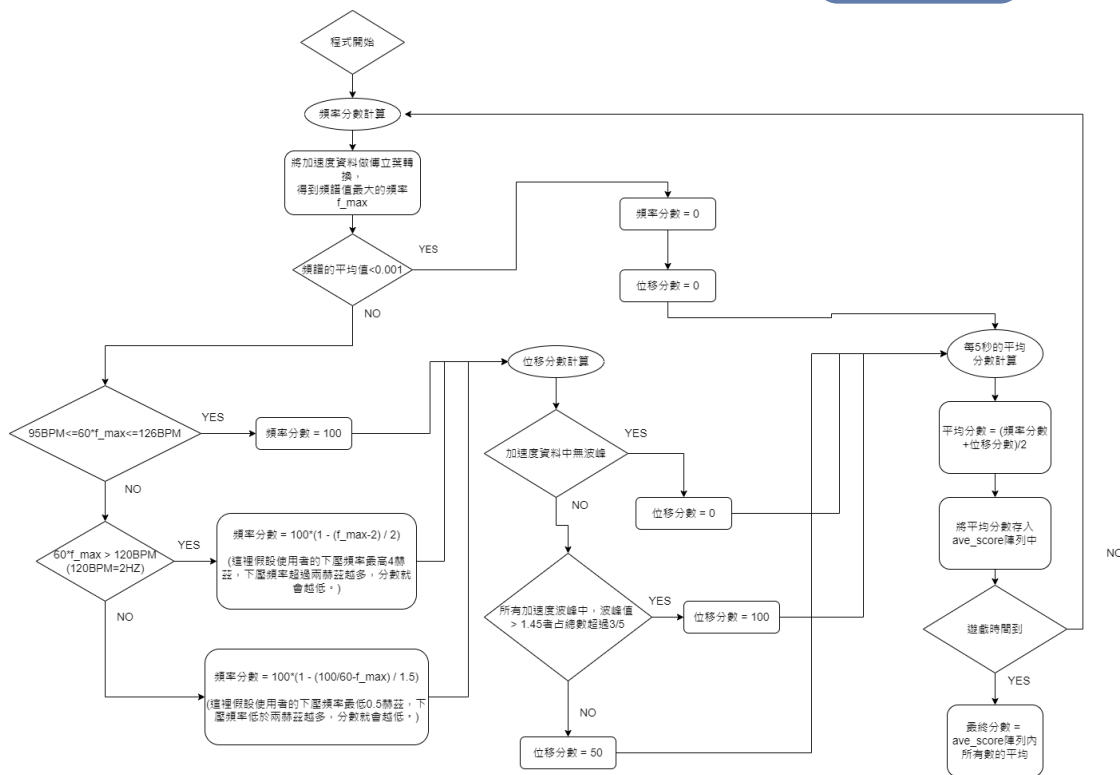 程式開始
頻率分數計算
將加速度資料做傅立葉轉
換，
得到頻譜值最大的頻率
f_max
頻譜的平均值<0.001
YES
NO
頻率分數 = 0
位移分數 = 0
95BPM<=60*f_max<=126BPM
YES
頻率分數 = 100
NO
60*f_max > 120BPM
(120BPM=2HZ)
YES
頻率分數 = 100*(1 - (f_max-2) / 2)
(這裡假設使用者的下壓頻率最高4赫
茲，下壓頻率超過兩赫茲越多，分數就
會越低。)
NO
頻率分數 = 100*(1 - (100/60-f_max) / 1.5)
(這裡假設使用者的下壓頻率最低0.5赫茲，下
壓頻率低於兩赫茲越多，分數就會越低。)
位移分數計算
加速度資料中無波峰
YES
位移分數 = 0
NO
所有加速度波峰中，波峰值
> 1.45者占總數超過3/5
YES
位移分數 = 100
NO
位移分數 = 50
每5秒的平均
分數計算
平均分數 = (頻率分數
+位移分數)/2
將平均分數存入
ave_score陣列中
遊戲時間到
NO
YES
最終分數 =
ave_score陣列內
所有數的平均